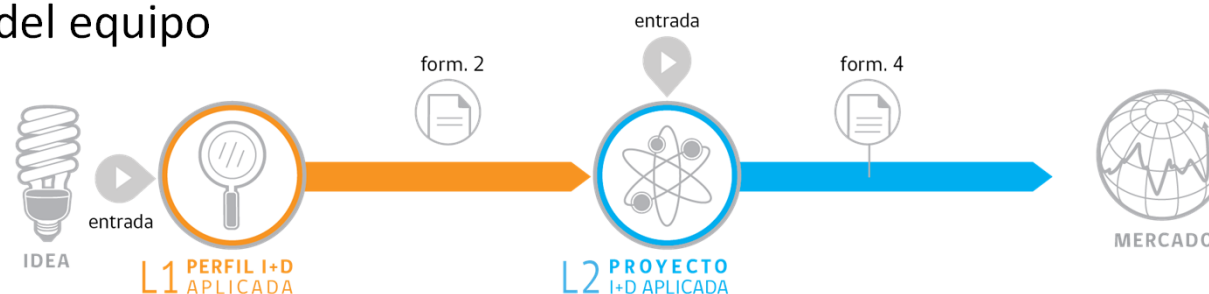 del equipo
entrada
form. 2
form. 4
entrada
IDEA
L1 PERFIL I+D
APLICADA
L2 PROYECTO
I+D APLICADA
MERCADO